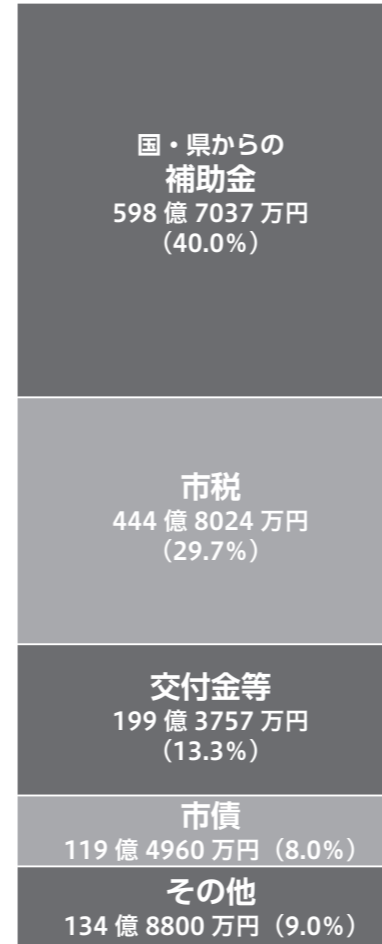 国・県からの
補助金
598 億 7037 万円
（40.0％）
市税
444 億 8024 万円
（29.7％）
交付金等
199 億 3757 万円
（13.3％）
市債
119 億 4960 万円（8.0％）
その他
134 億 8800 万円（9.0％）